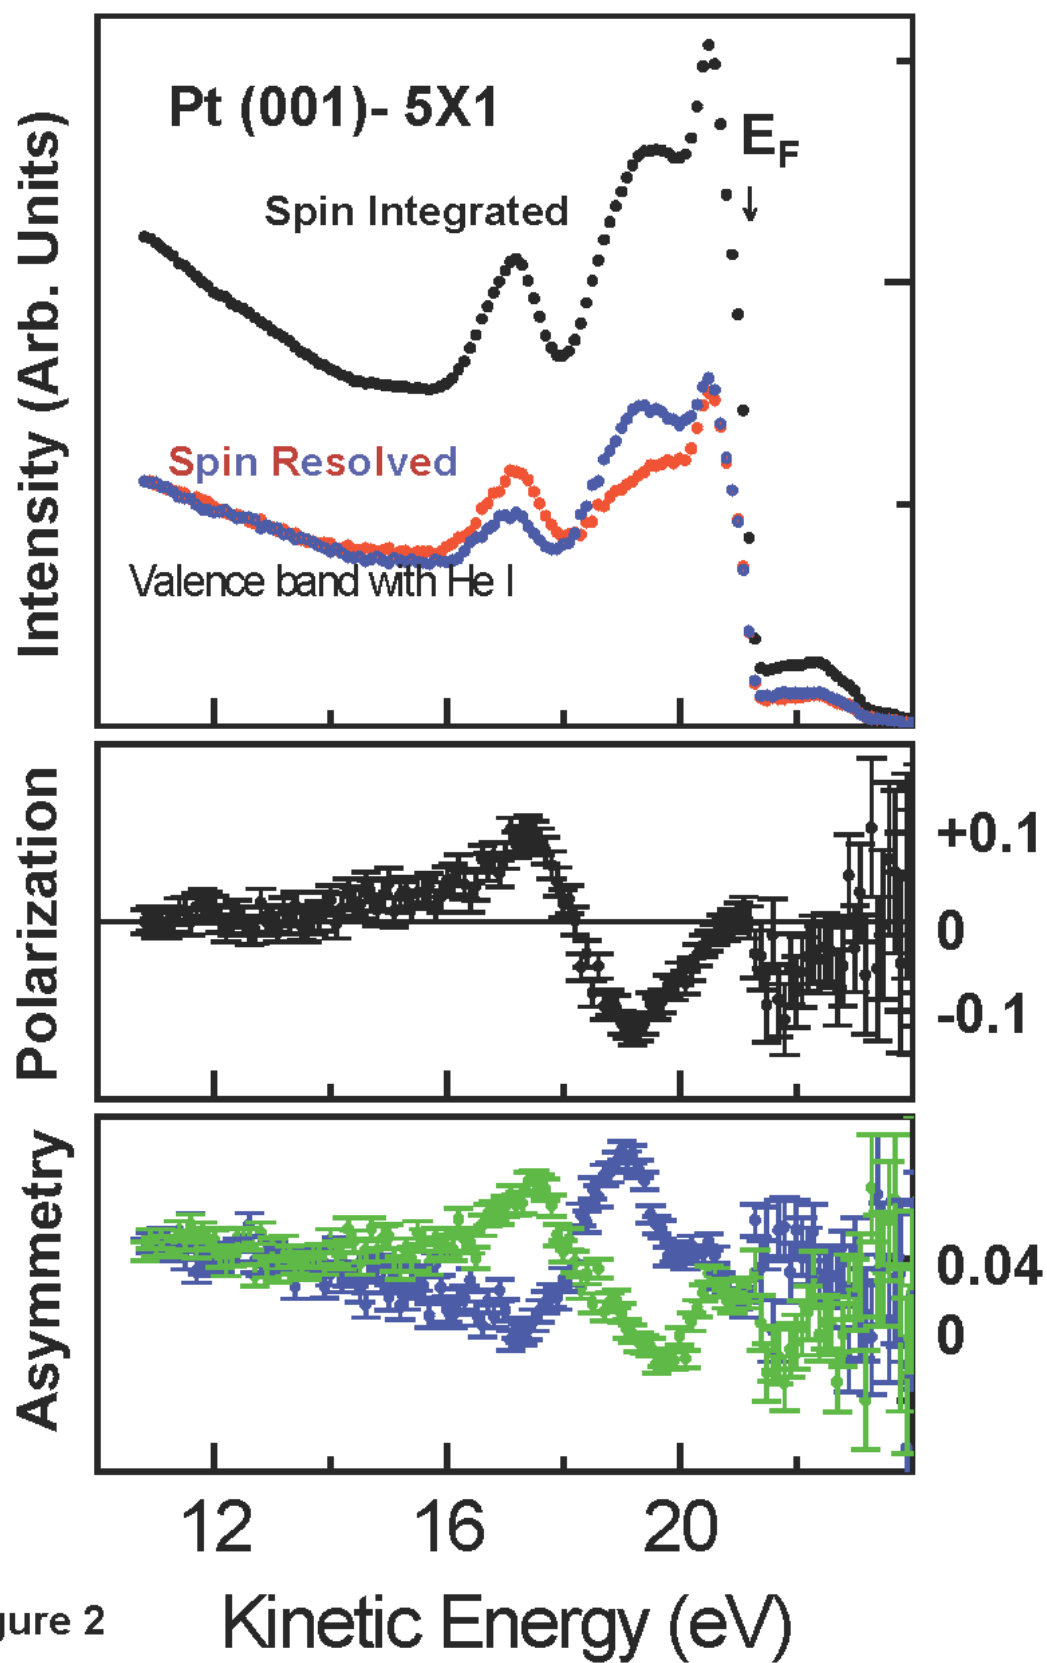 Pt (001)- 5X1
E_F
Spin Integrated
Intensity (Arb. Units)
Spin Resolved
Valence band with He I
Polarization
+0.1
0
-0.1
Asymmetry
0.04
0
12 16 20
gure 2
Kinetic Energy (eV)